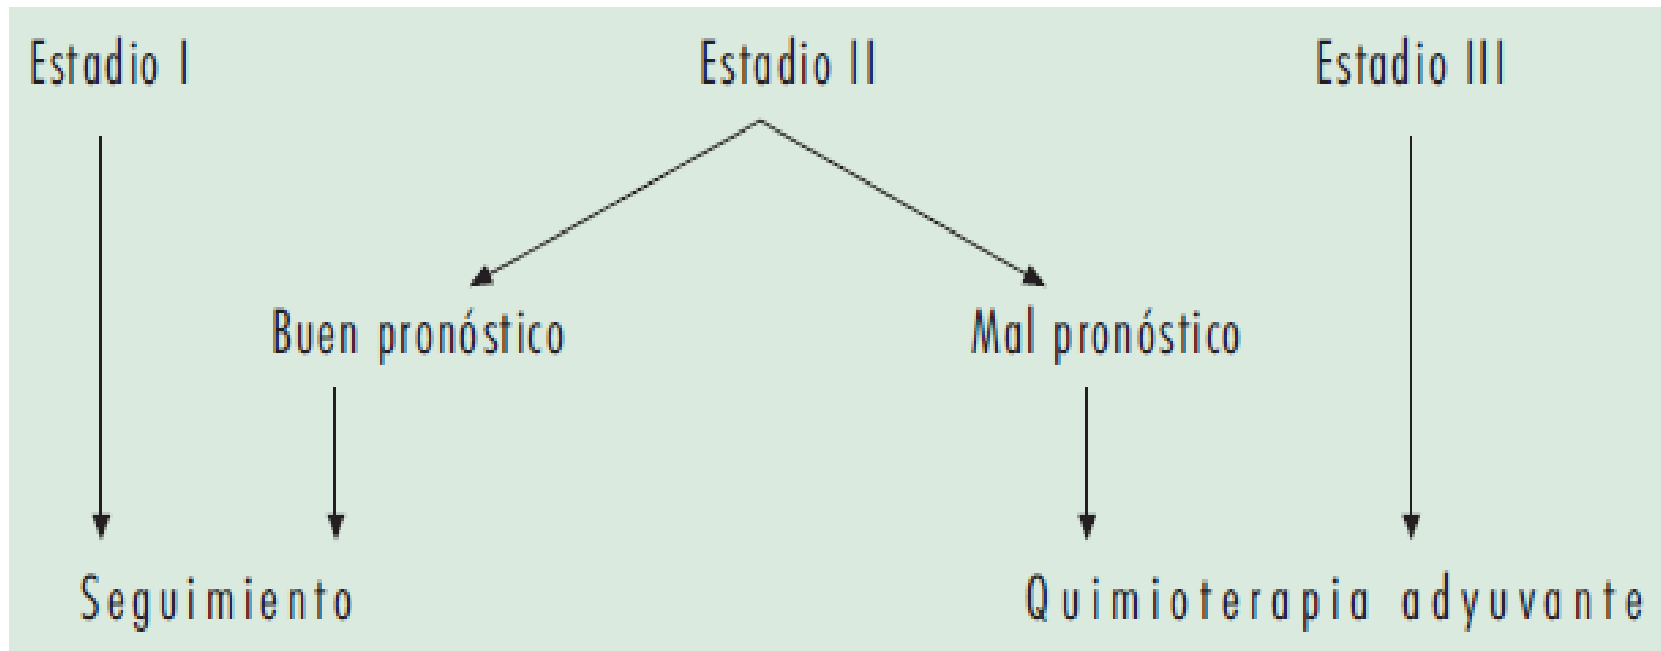 Estadio I Estadio II Estadio III
Buen pronóstico Mal pronóstico
Seguimiento Quimioterapia adyuvante